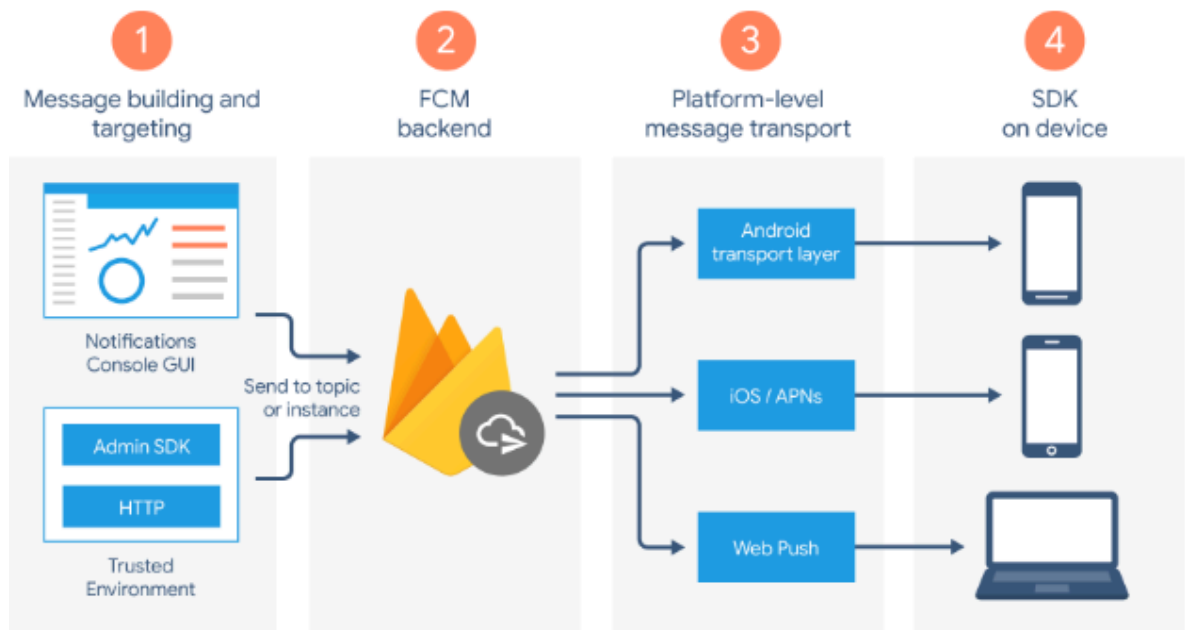 1
Message building and
targeting
2
FCM
backend
3
Platform-level
message transport
4
SDK
on device
Notifications
Console GUI
Send to topic
or instance
Admin SDK
HTTP
Trusted
Environment
Android
transport layer
iOS / APNs
Web Push